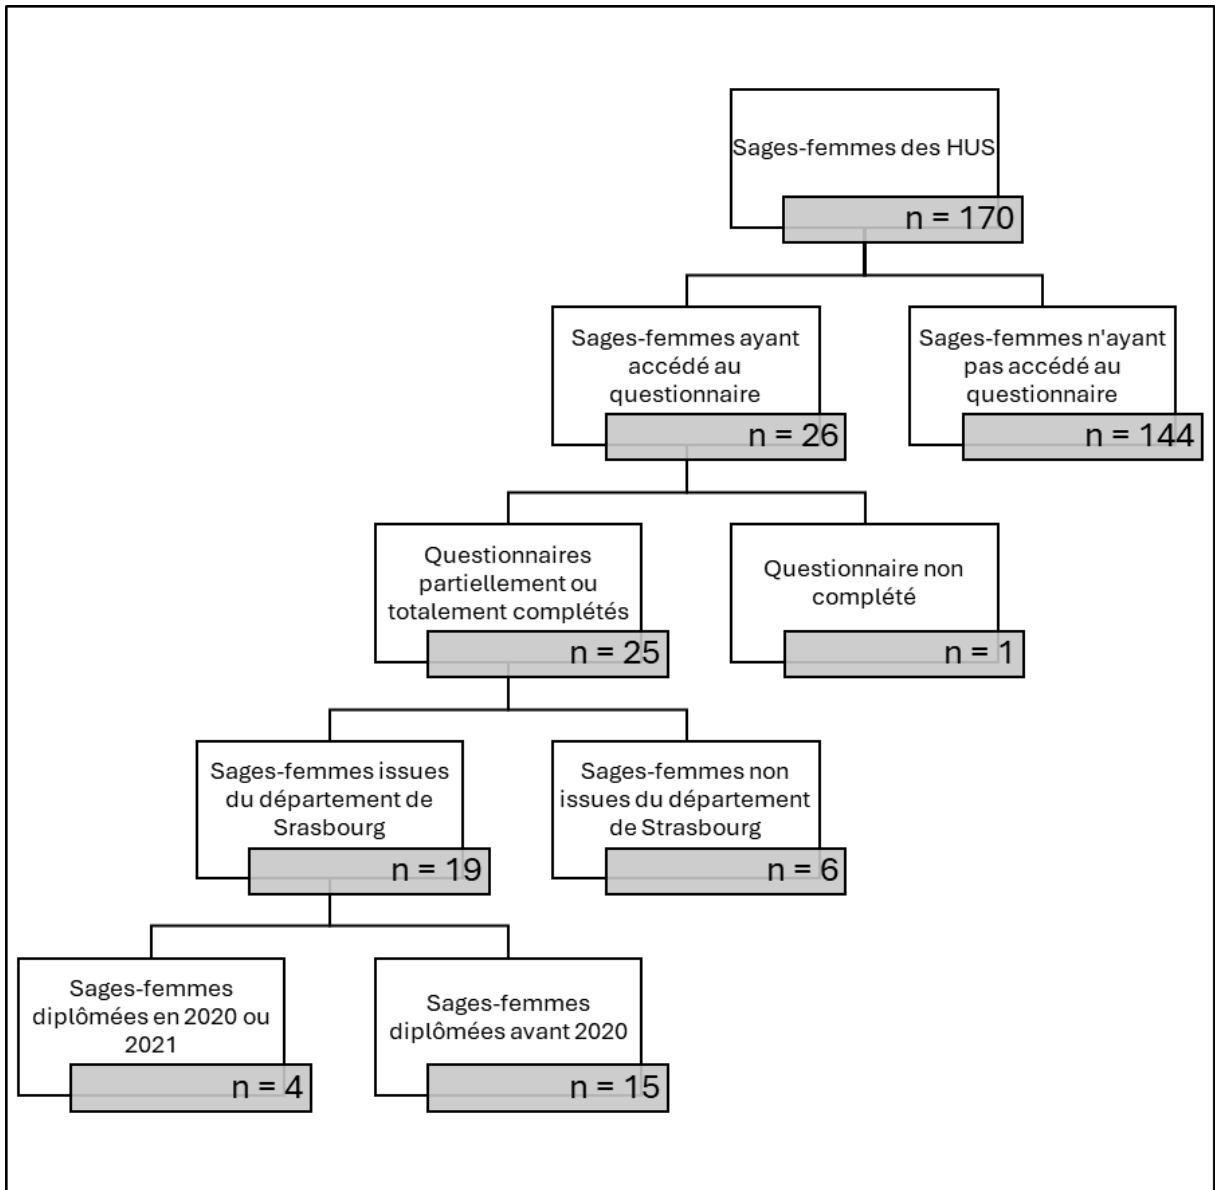 Sages-femmes des HUS
n = 170
Sages-femmes ayant
accédé au
questionnaire
n = 26
Sages-femmes n'ayant
pas accédé au
questionnaire
n = 144
Questionnaires
partiellement ou
totalement complétés
n = 25
Questionnaire non
complété
n = 1
Sages-femmes issues
du département de
Srasbourg
n = 19
Sages-femmes non
issues du département
de Strasbourg
n = 6
Sages-femmes
diplômées en 2020 ou
2021
n = 4
Sages-femmes
diplômées avant 2020
n = 15